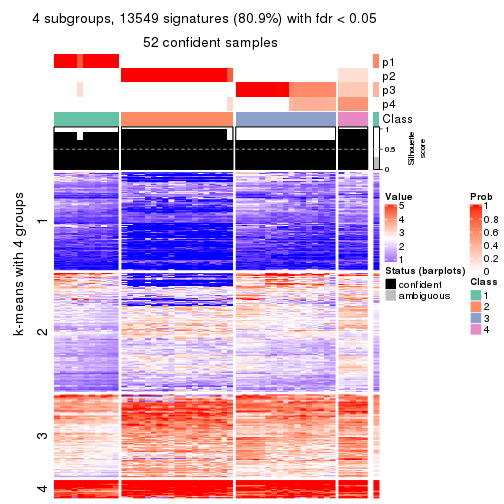 4 subgroups, 13549 signatures (80.9%) with fdr < 0.05
52 confident samples
p1
p2
p3
p4
Class
1
0.5
0
Silhouette
score
k-means with 4 groups
1
2
3
4
Value
5
4
3
2
1
Prob
1
0.8
0.6
0.4
0.2
0
Status (barplots)
confident
ambiguous
Class
1
2
3
4